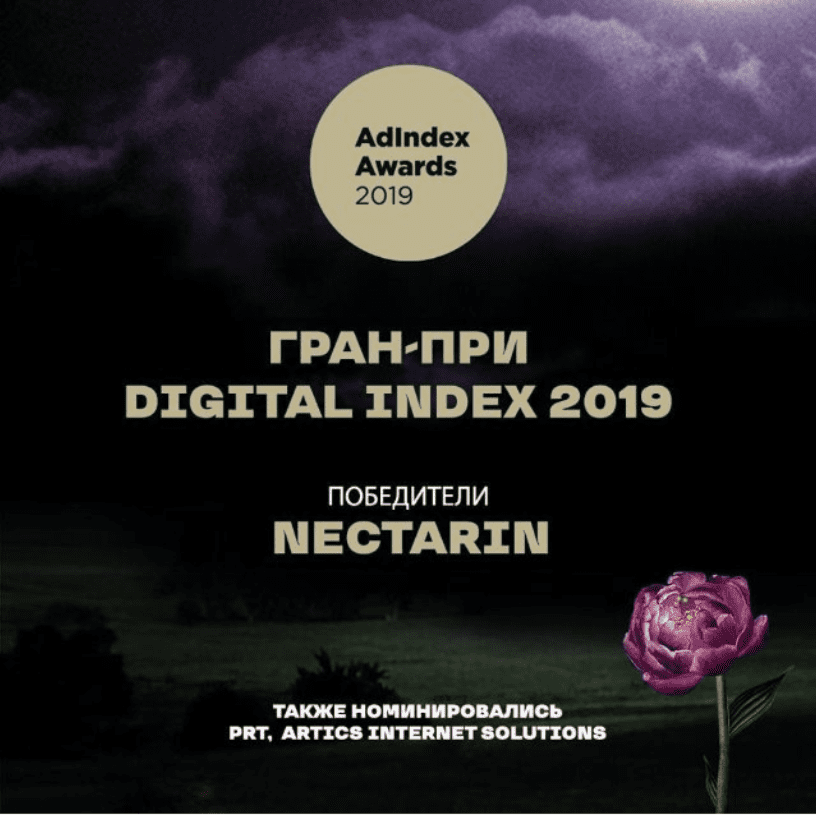 AdIndex
Awards
2019
ГРАН-ПРИ
DIGITAL INDEX 2019
ПОБЕДИТЕЛИ
NECTARIN
ТАКЖЕ НОМИНИРОВАЛИСЬ
PRT, ARTICS INTERNET SOLUTIONS